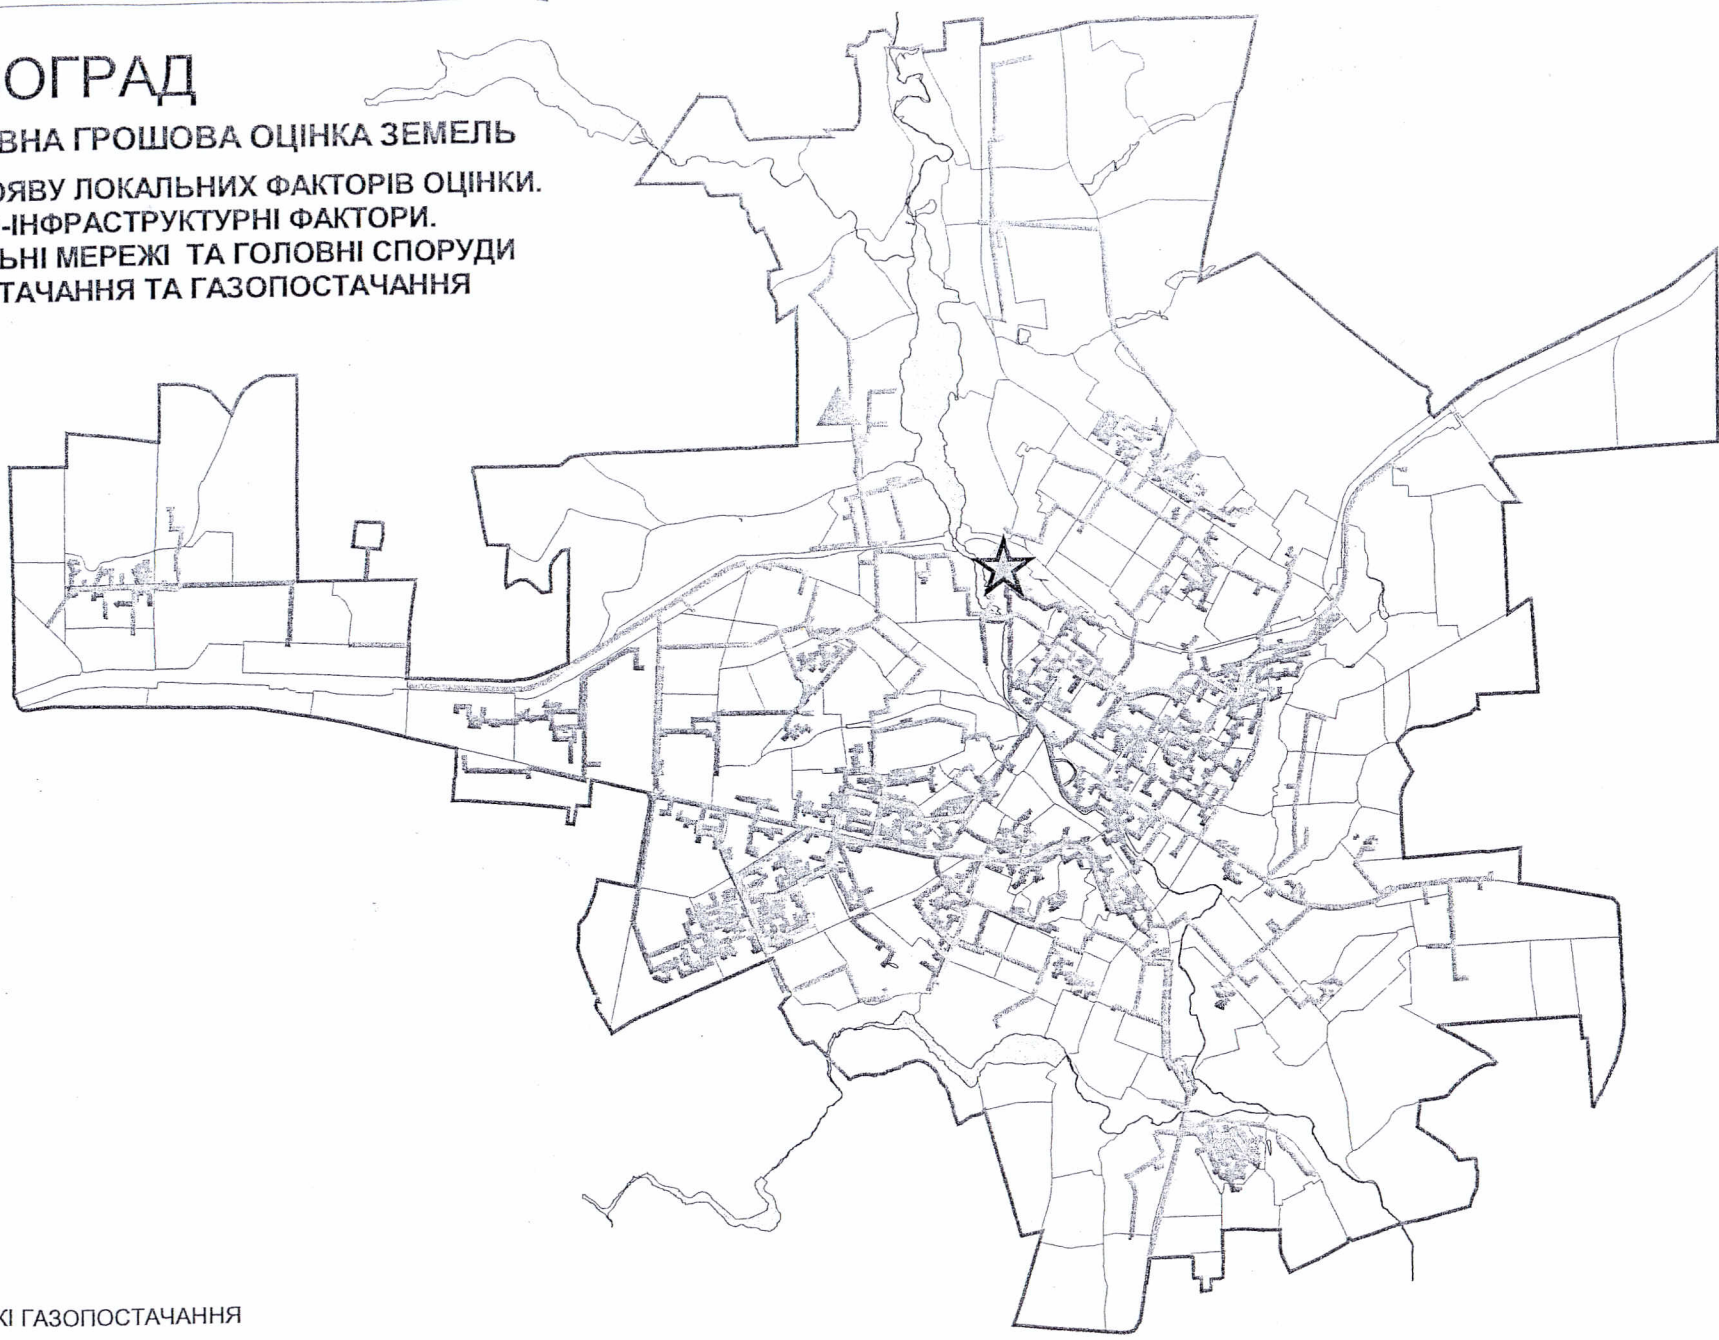 ОГРАД
ВНА ГРОШОВА ОЦІНКА ЗЕМЕЛЬ
ОЯВУ ЛОКАЛЬНИХ ФАКТОРІВ ОЦІНКИ.
-ІНФРАСТРУКТУРНІ ФАКТОРИ.
ЬНІ МЕРЕЖІ ТА ГОЛОВНІ СПОРУДИ
ТАЧАННЯ ТА ГАЗОПОСТАЧАННЯ
КІ ГАЗОПОСТАЧАННЯ